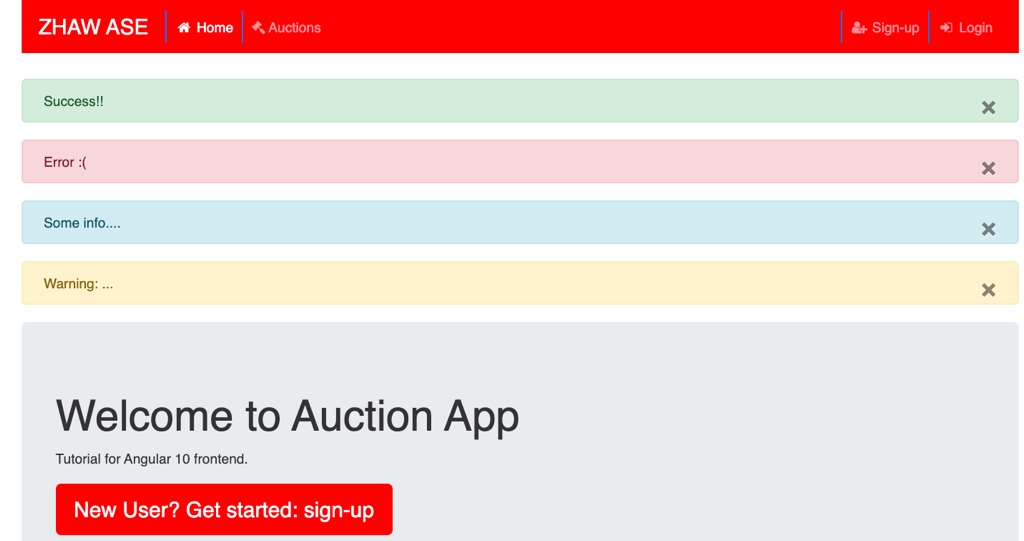 ZHAW ASE Home Auctions Sign-up Login
Success!!
Error :(
Some info....
Warning: ...
Welcome to Auction App
Tutorial for Angular 10 frontend.
New User? Get started: sign-up